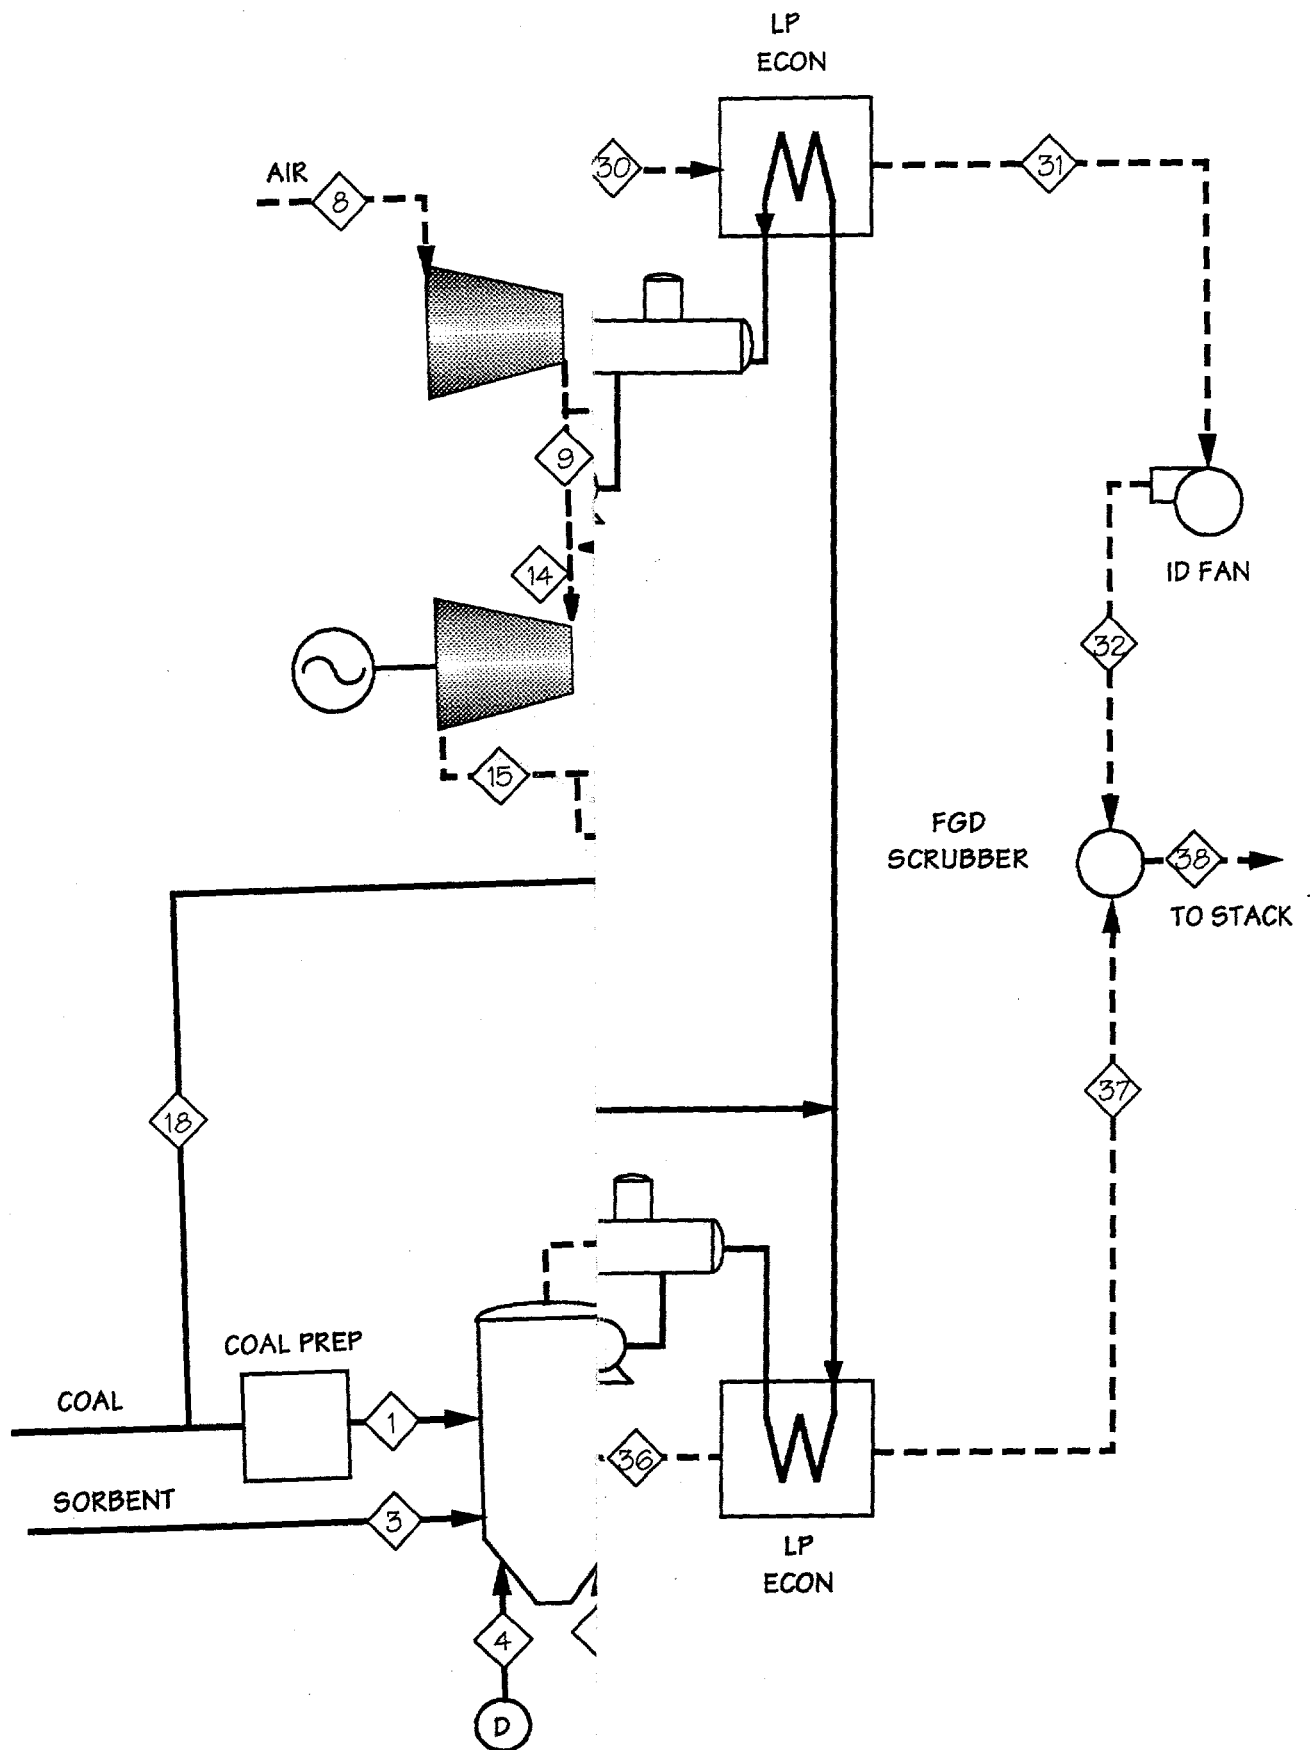 LP
ECON
30
31
AIR
8
9
14
ID FAN
32
15
FGD
SCRUBBER
38
TO STACK
37
18
COAL PREP
COAL
1
36
SORBENT
3
LP
ECON
4
D